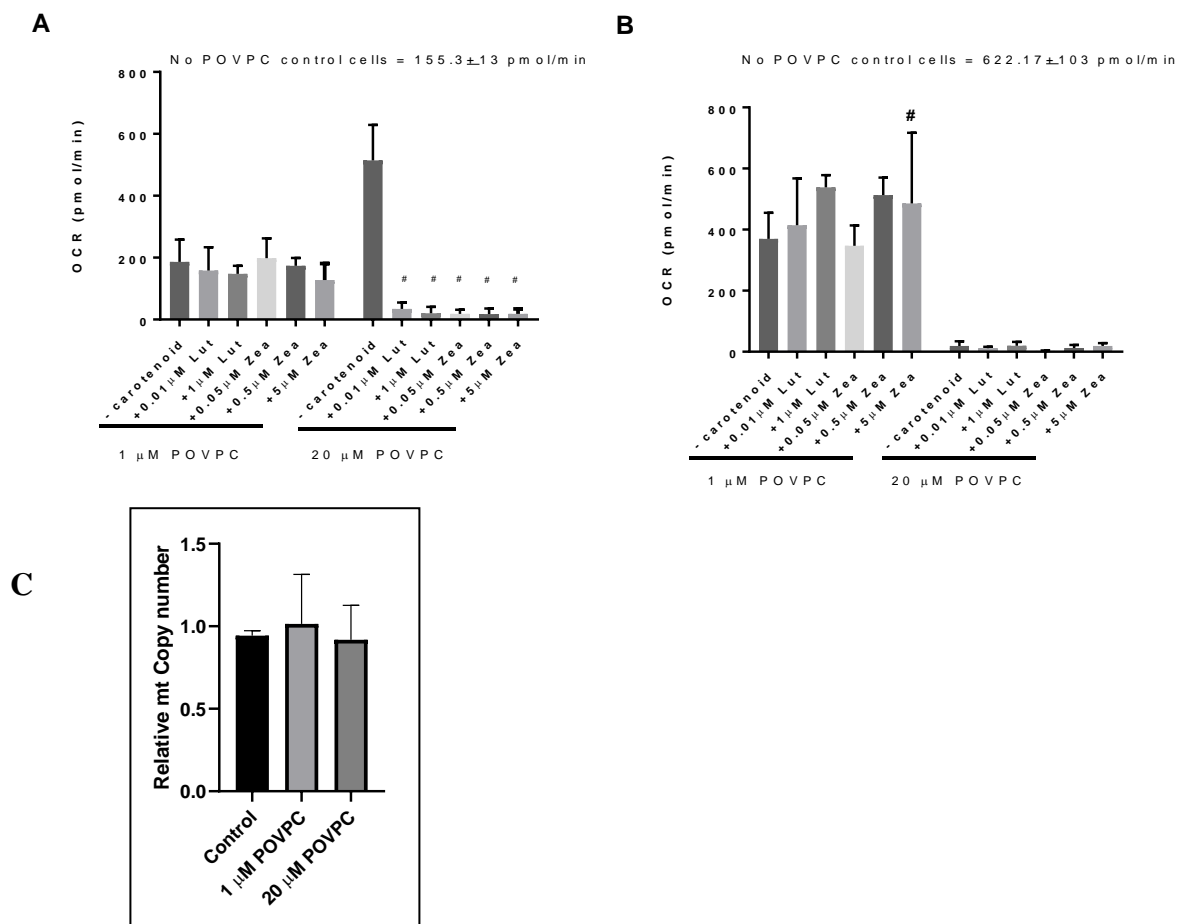 A
No POVPC control cells = 155.3±13 pmol/min
800
600
400
200
0
OCR (pmol/min)
#
#
#
#
#
- carotenoid
+0.01μM Lut
+1μM Lut
+0.05μM Zea
+0.5μM Zea
+5μM Zea
- carotenoid
+0.01μM Lut
+1μM Lut
+0.05μM Zea
+0.5μM Zea
+5μM Zea
1 μM POVPC
20 μM POVPC
B
No POVPC control cells = 622.17±103 pmol/min
800
600
400
200
0
OCR (pmol/min)
#
- carotenoid
+0.01μM Lut
+1μM Lut
+0.05μM Zea
+0.5μM Zea
+5μM Zea
- carotenoid
+0.01μM Lut
+1μM Lut
+0.05μM Zea
+0.5μM Zea
+5μM Zea
1 μM POVPC
20 μM POVPC
C
1.5
1.0
0.5
0.0
Relative mt Copy number
Control
1 μM POVPC
20 μM POVPC